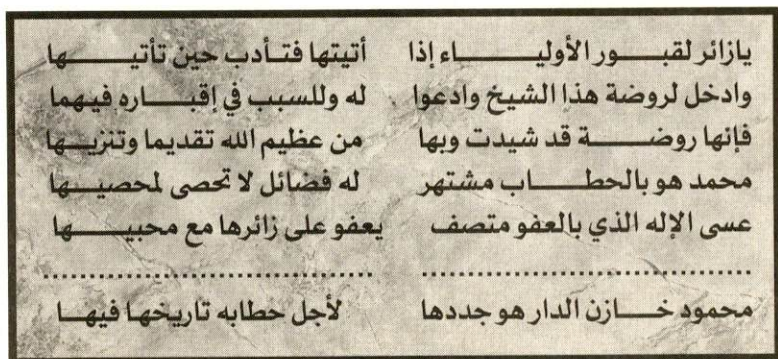 يازائر لقبور الأولياء إذا أتيتها فتأدب حين تأتيها
وادخل لروضة هذا الشيخ وادعوا له وللسبب في إقباره فيهما
فإنها روضة قد شيدت وبها من عظيم الله تقديما وتنزيها
محمد هو بالحطاب مشتهر له فضائل لا تحصى لمحصيها
عسى الإله الذي بالعفو متصف يعفو على زائرها مع محبيها
........................................ ........................................
محمود خازن الدار هو جددها لأجل حطابه تاريخها فيها